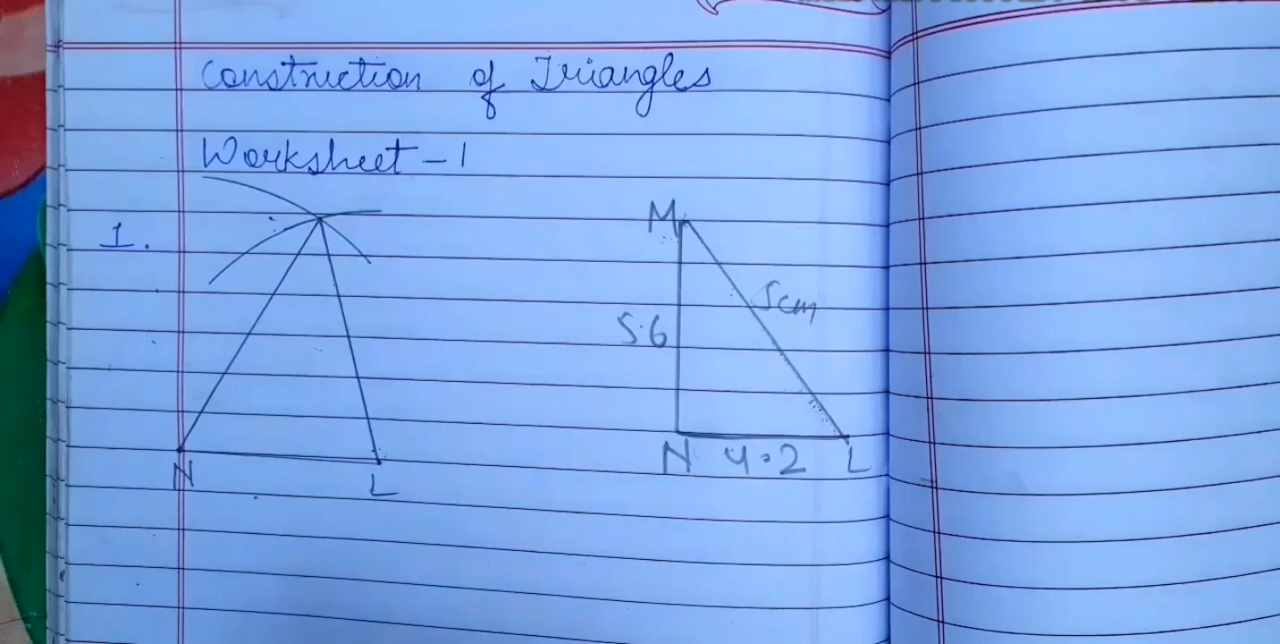 Construction of Triangles
Worksheet - 1
1.
M
5cm
5.6
N 4.2 L
N
L